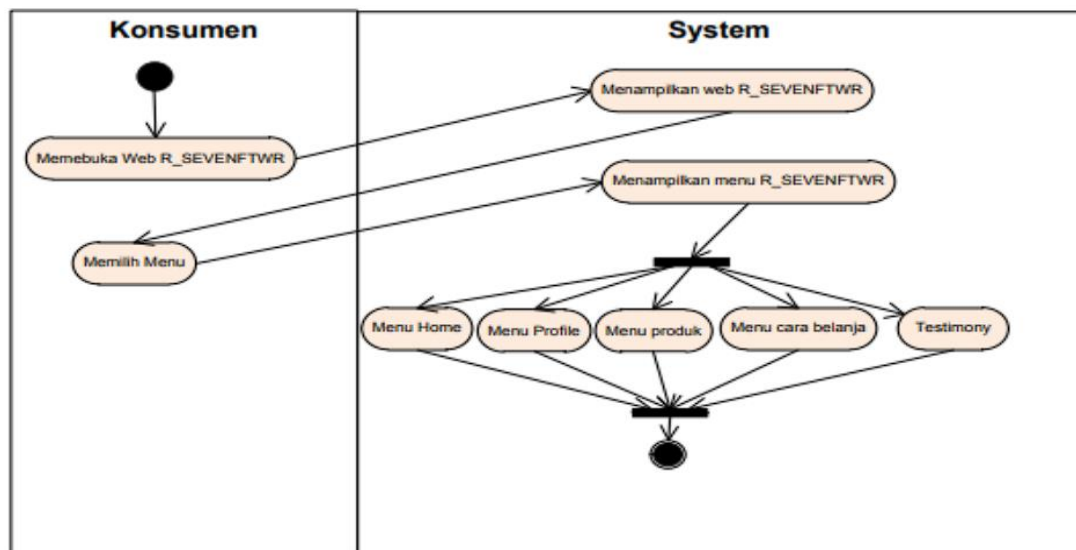 Konsumen
System
Menampilkan web R_SEVENFTWR
Memebuka Web R_SEVENFTWR
Menampilkan menu R_SEVENFTWR
Memilih Menu
Menu Home
Menu Profile
Menu produk
Menu cara belanja
Testimony